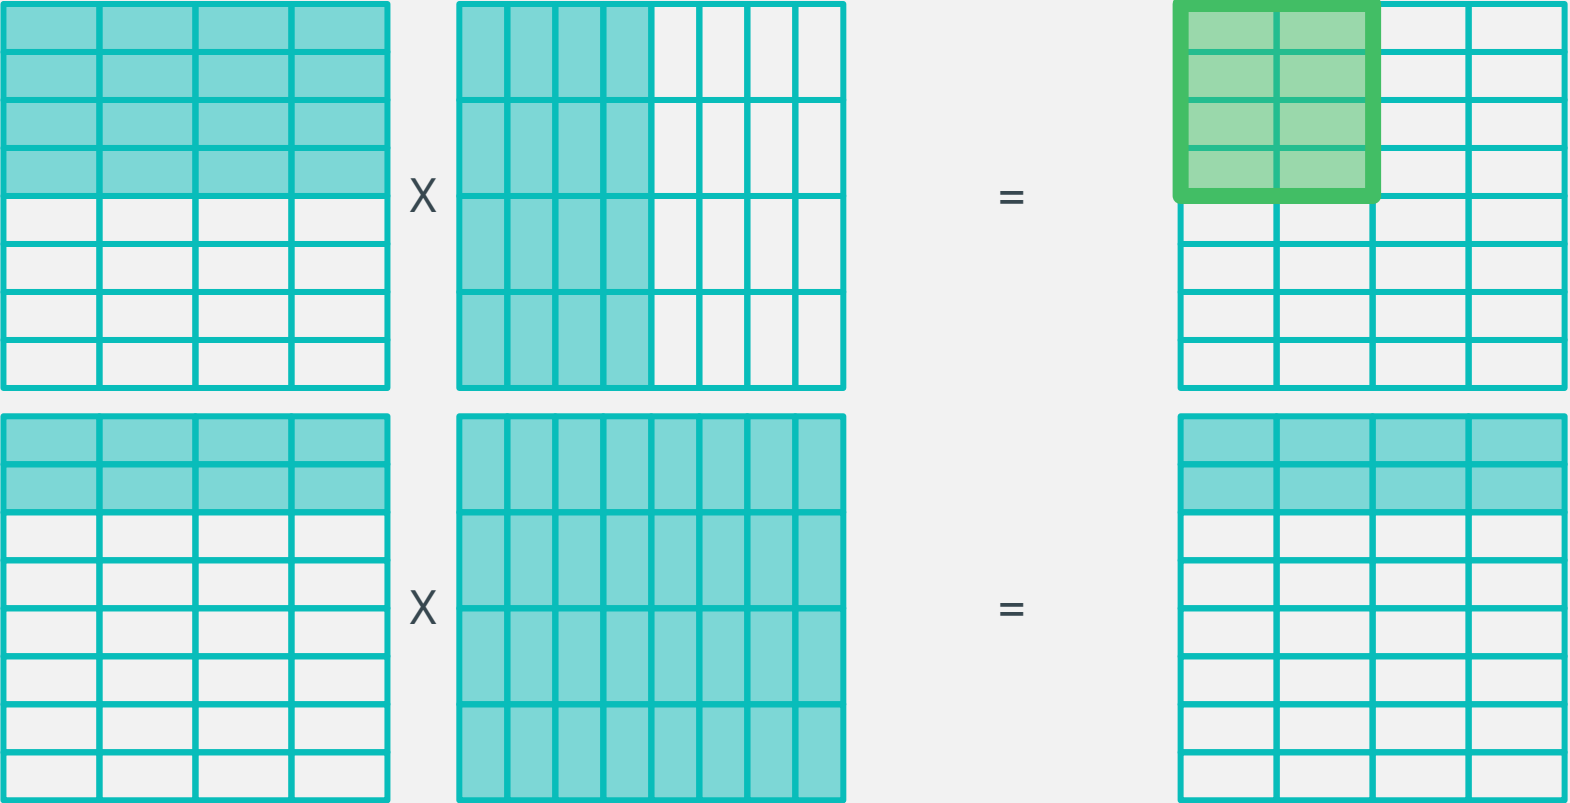 X =
X =